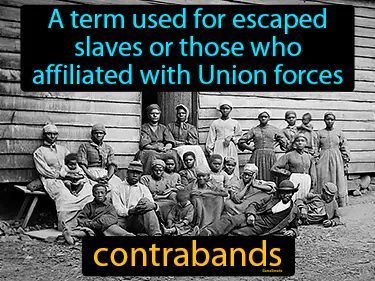 A term used for escaped
slaves or those who
affiliated with Union forces
contrabands